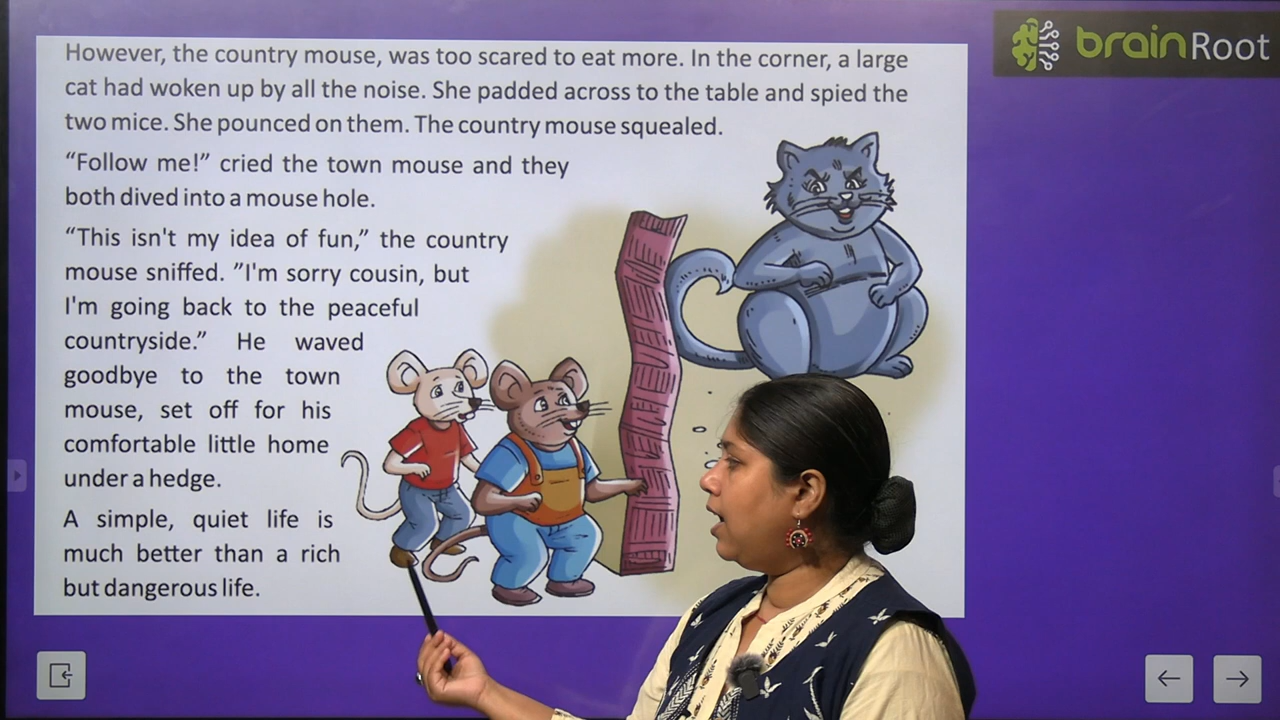 brainRoot
However, the country mouse, was too scared to eat more. In the corner, a large
cat had woken up by all the noise. She padded across to the table and spied the
two mice. She pounced on them. The country mouse squealed.
“Follow me!” cried the town mouse and they
both dived into a mouse hole.
“This isn't my idea of fun,” the country
mouse sniffed. ”I'm sorry cousin, but
I'm going back to the peaceful
countryside.” He waved
goodbye to the town
mouse, set off for his
comfortable little home
under a hedge.
A simple, quiet life is
much better than a rich
but dangerous life.